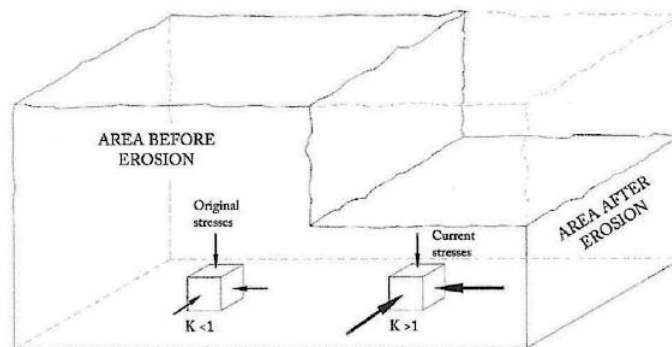 AREA BEFORE
EROSION
Original
stresses
K <1
Current
stresses
K >1
AREA AFTER
EROSION